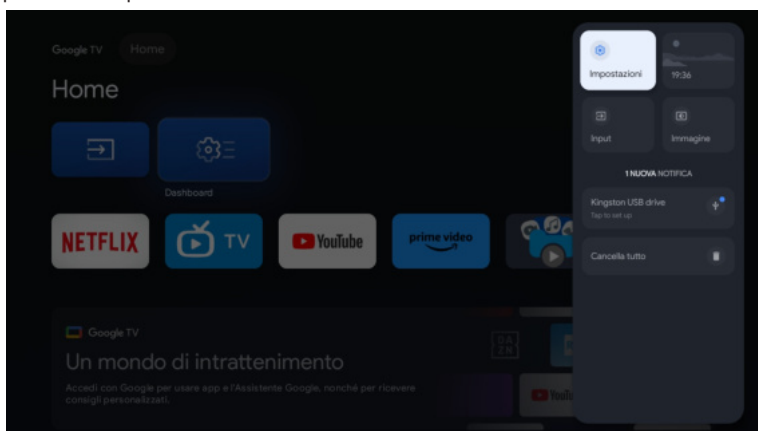 Google TV
Home
Home
Dashboard
NETFLIX
TV
YouTube
prime video
Google TV
Un mondo di intrattenimento
Accedi con Google per usare app e l'Assistente Google, nonché per ricevere
consigli personalizzati.
DA
ZN
Impostazioni
19:36
Input
Immagine
1 NUOVA NOTIFICA
Kingston USB drive
Tap to set up
Cancella tutto